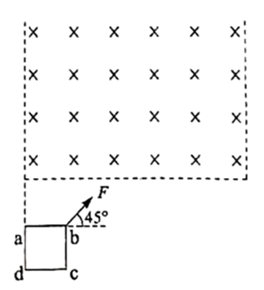 × × × × × ×
× × × × × ×
× × × × × ×
× × × × × ×
F
45°
a b
d c